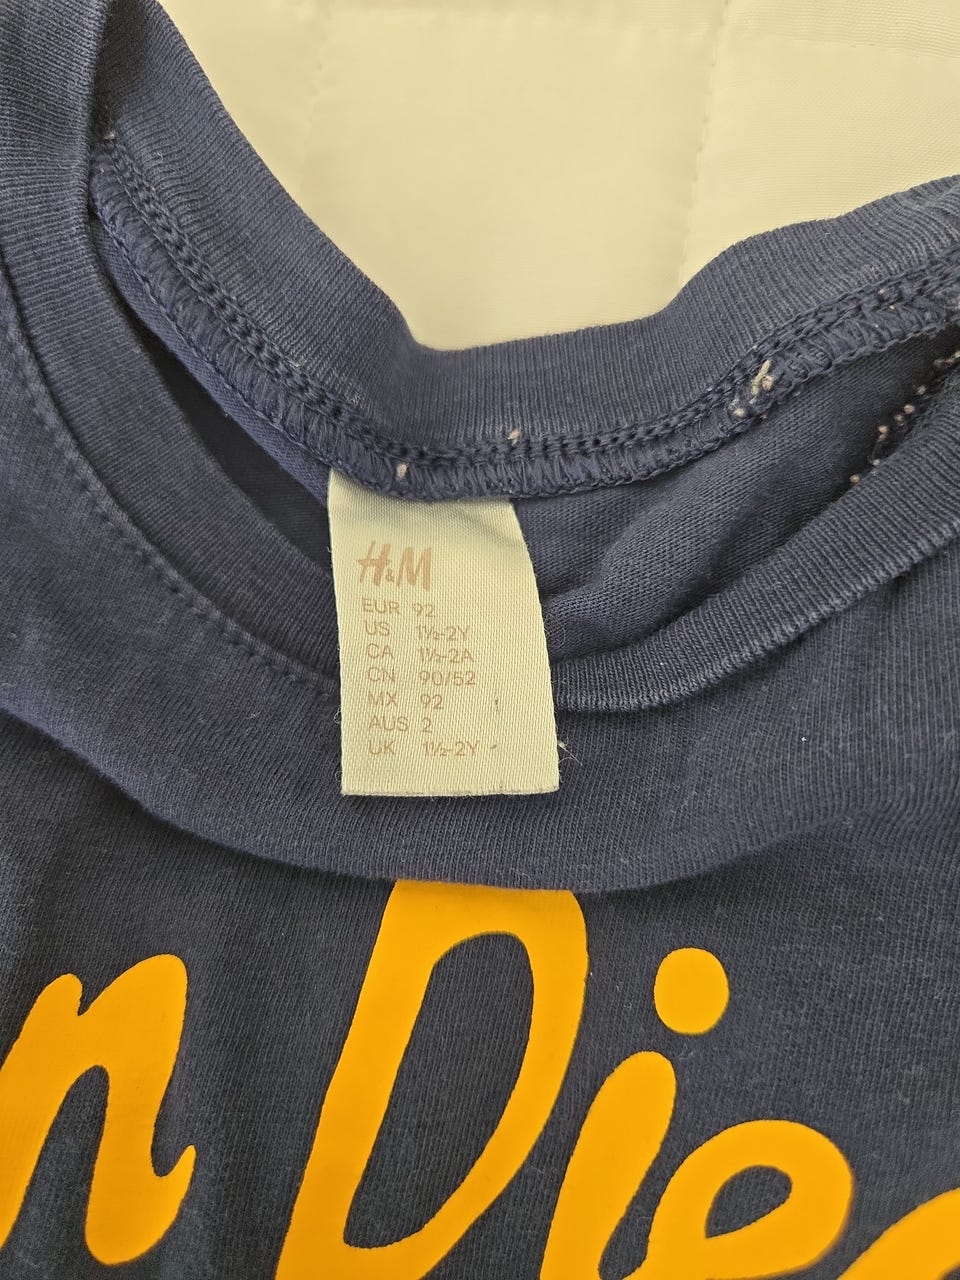 H&M
EUR 92
US 1½-2Y
CA 1½-2A
CN 90/52
MX 92
AUS 2
UK 1½-2Y
n Die